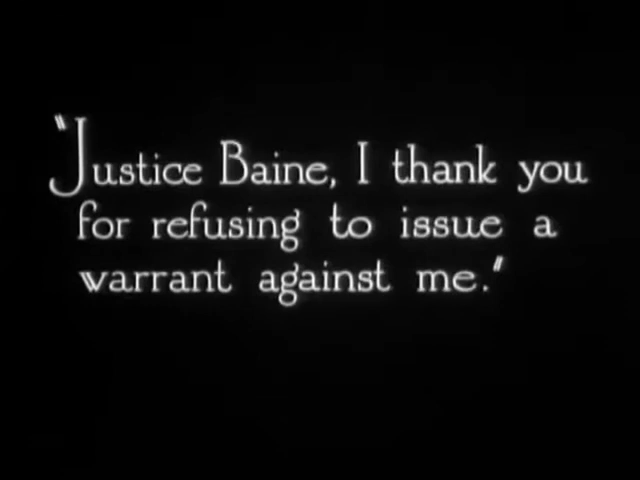 "Justice Baine, I thank you
for refusing to issue a
warrant against me."